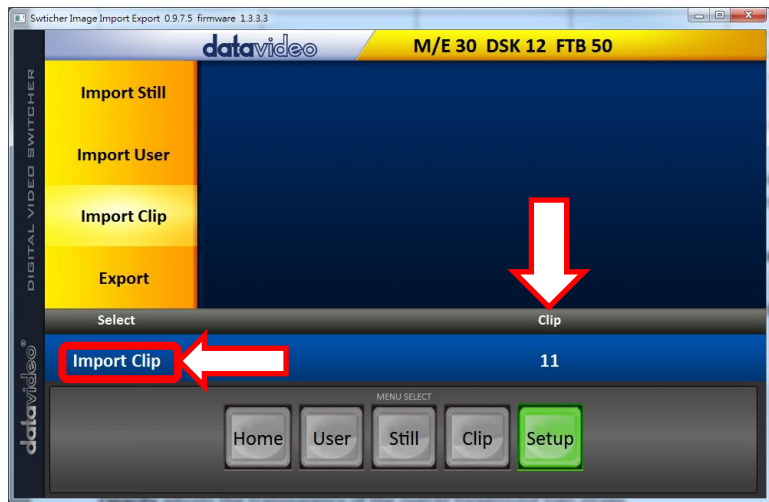 Swticher Image Import Export 0.9.7.5 firmware 1.3.3.3
datavideo
M/E 30 DSK 12 FTB 50
DIGITAL VIDEO SWITCHER
datavideo®
Import Still
Import User
Import Clip
Export
Select
Clip
Import Clip
11
MENU SELECT
Home
User
Still
Clip
Setup